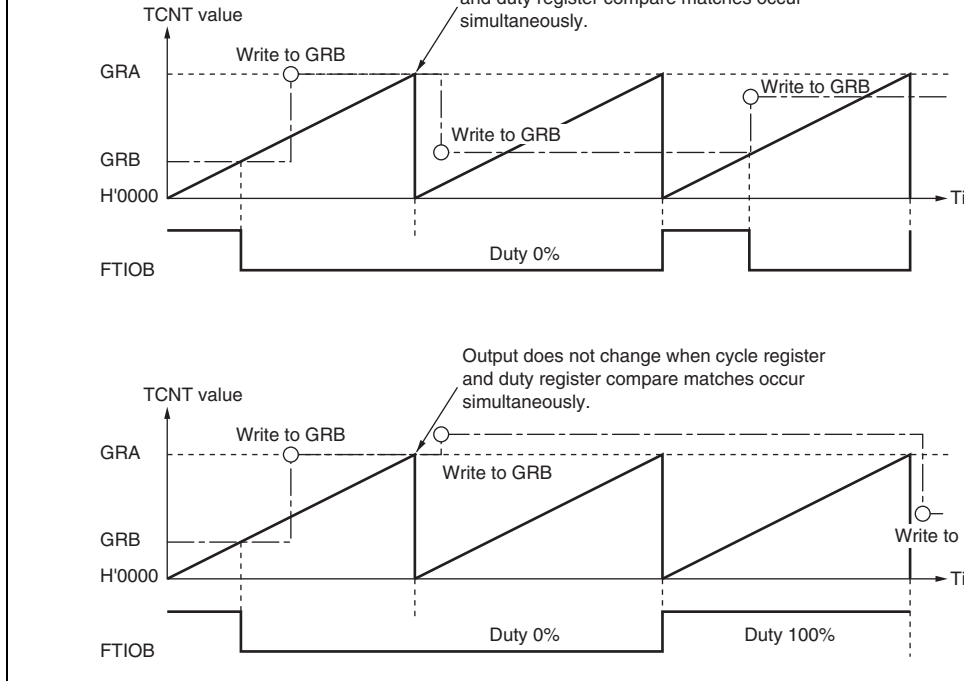 and duty register compare matches occur
simultaneously.
TCNT value
Write to GRB
GRA
Write to GRB
Write to GRB
GRB
H'0000
Ti
Duty 0%
FTIOB
Output does not change when cycle register
and duty register compare matches occur
simultaneously.
TCNT value
Write to GRB
GRA
Write to GRB
GRB
Write to
H'0000
Ti
Duty 0%
Duty 100%
FTIOB